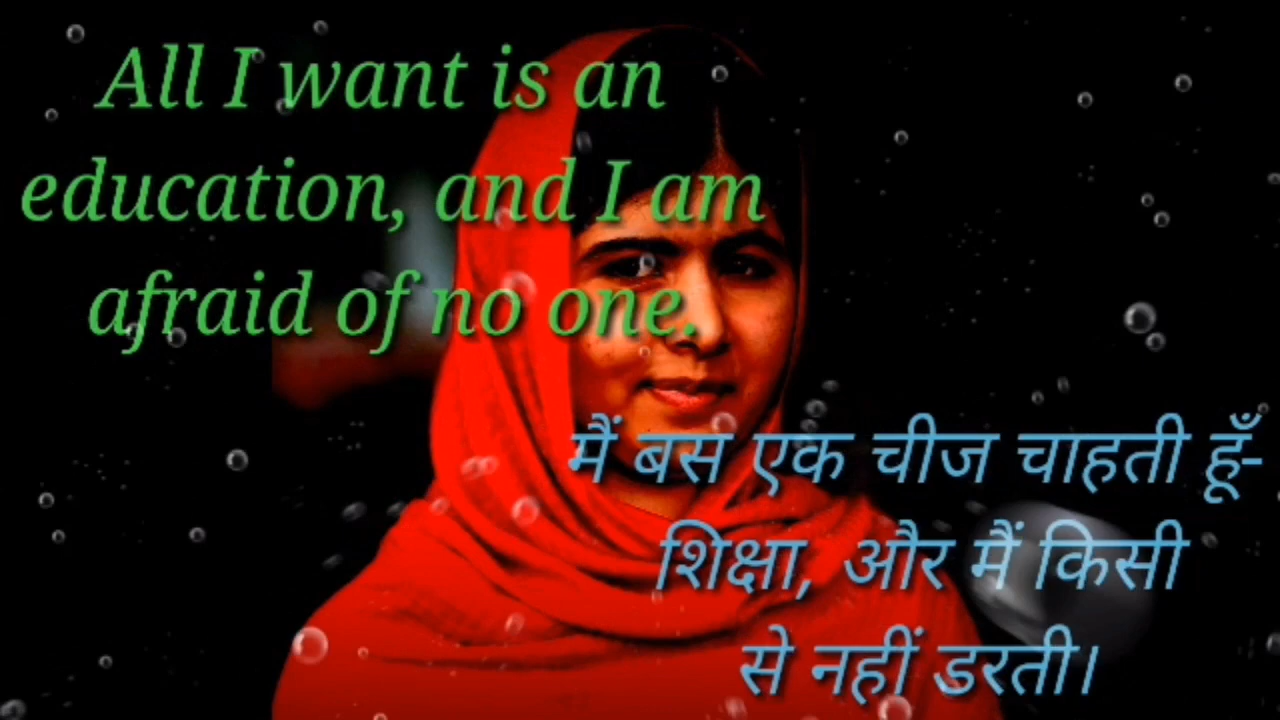 All I want is an
education, and I am
afraid of no one.
मैं बस एक चीज चाहती हूँ-
शिक्षा, और मैं किसी
से नहीं डरती।